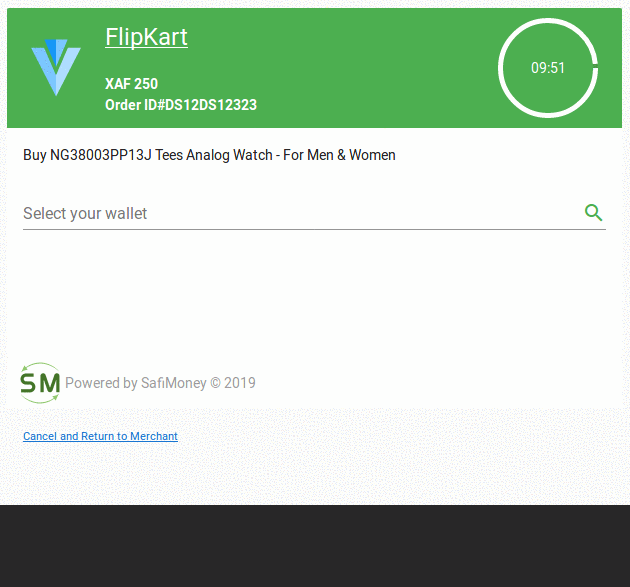 FlipKart
XAF 250
Order ID#DS12DS12323
09:51
Buy NG38003PP13J Tees Analog Watch - For Men & Women
Select your wallet
SM Powered by SafiMoney © 2019
Cancel and Return to Merchant